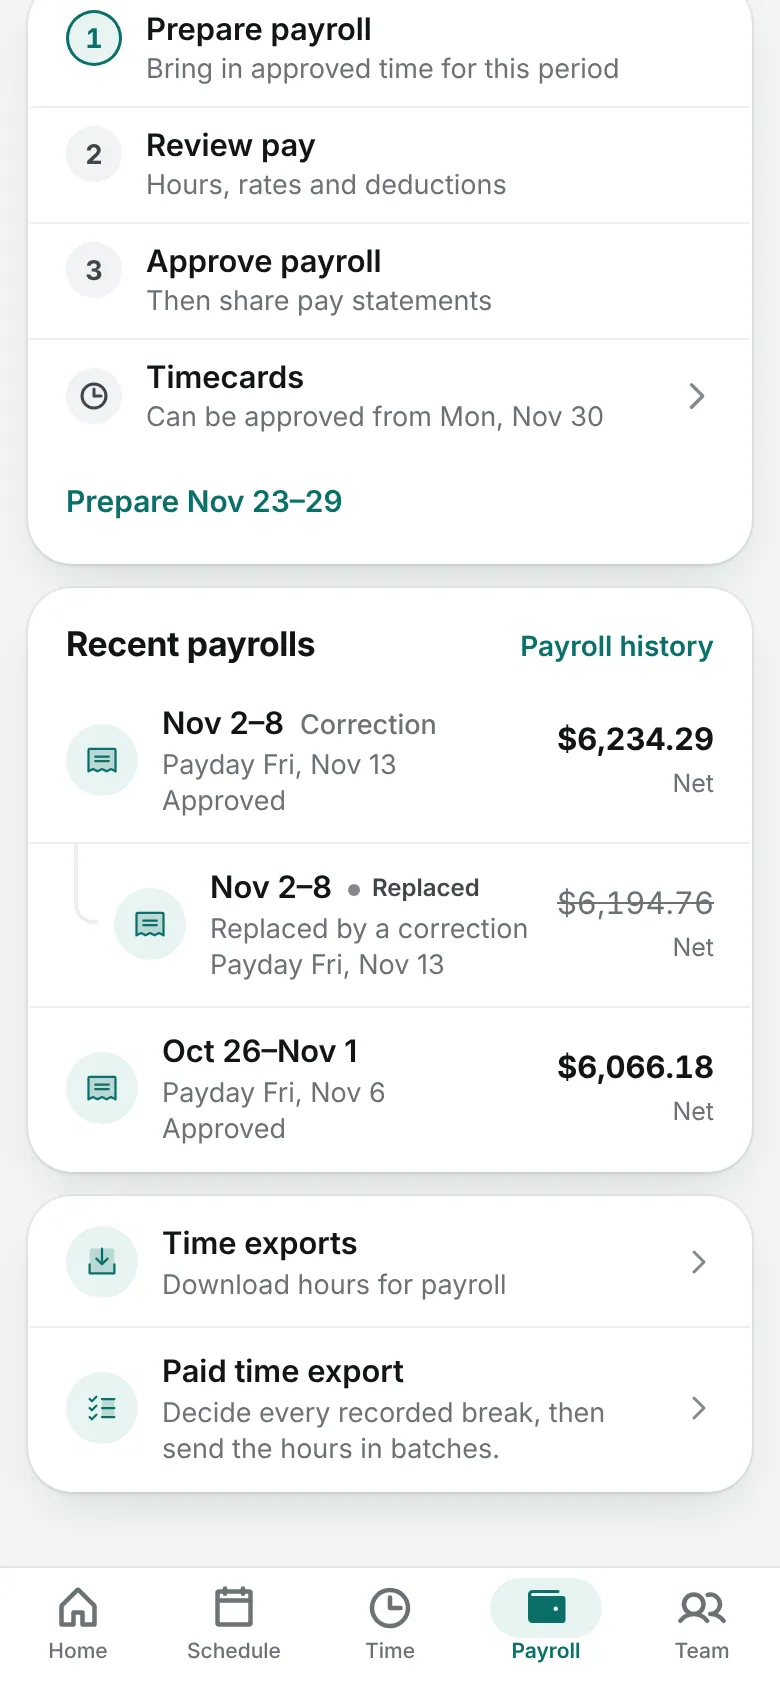 1
Prepare payroll
Bring in approved time for this period
2
Review pay
Hours, rates and deductions
3
Approve payroll
Then share pay statements
Timecards
Can be approved from Mon, Nov 30
Prepare Nov 23–29
Recent payrolls
Payroll history
Nov 2–8 Correction
Payday Fri, Nov 13
Approved
$6,234.29
Net
Nov 2–8 • Replaced
Replaced by a correction
Payday Fri, Nov 13
$6,194.76
Net
Oct 26–Nov 1
Payday Fri, Nov 6
Approved
$6,066.18
Net
Time exports
Download hours for payroll
Paid time export
Decide every recorded break, then
send the hours in batches.
Home
Schedule
Time
Payroll
Team